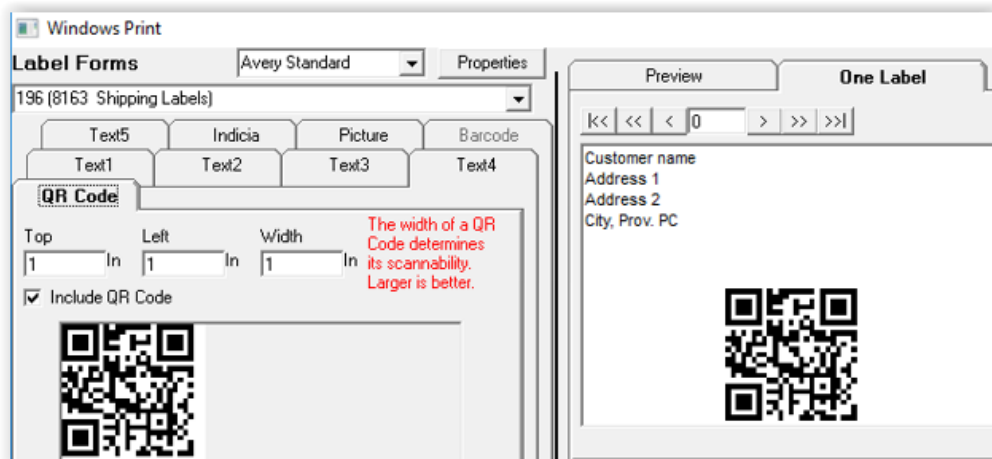 Windows Print
Label Forms
Avery Standard
Properties
196 (8163 Shipping Labels)
Text5 Indicia Picture Barcode
Text1 Text2 Text3 Text4
QR Code
Top Left Width
1 In 1 In 1 In
The width of a QR
Code determines
its scannability.
Larger is better.
Include QR Code
Preview One Label
|<< << < 0 > >> >>|
Customer name
Address 1
Address 2
City, Prov. PC